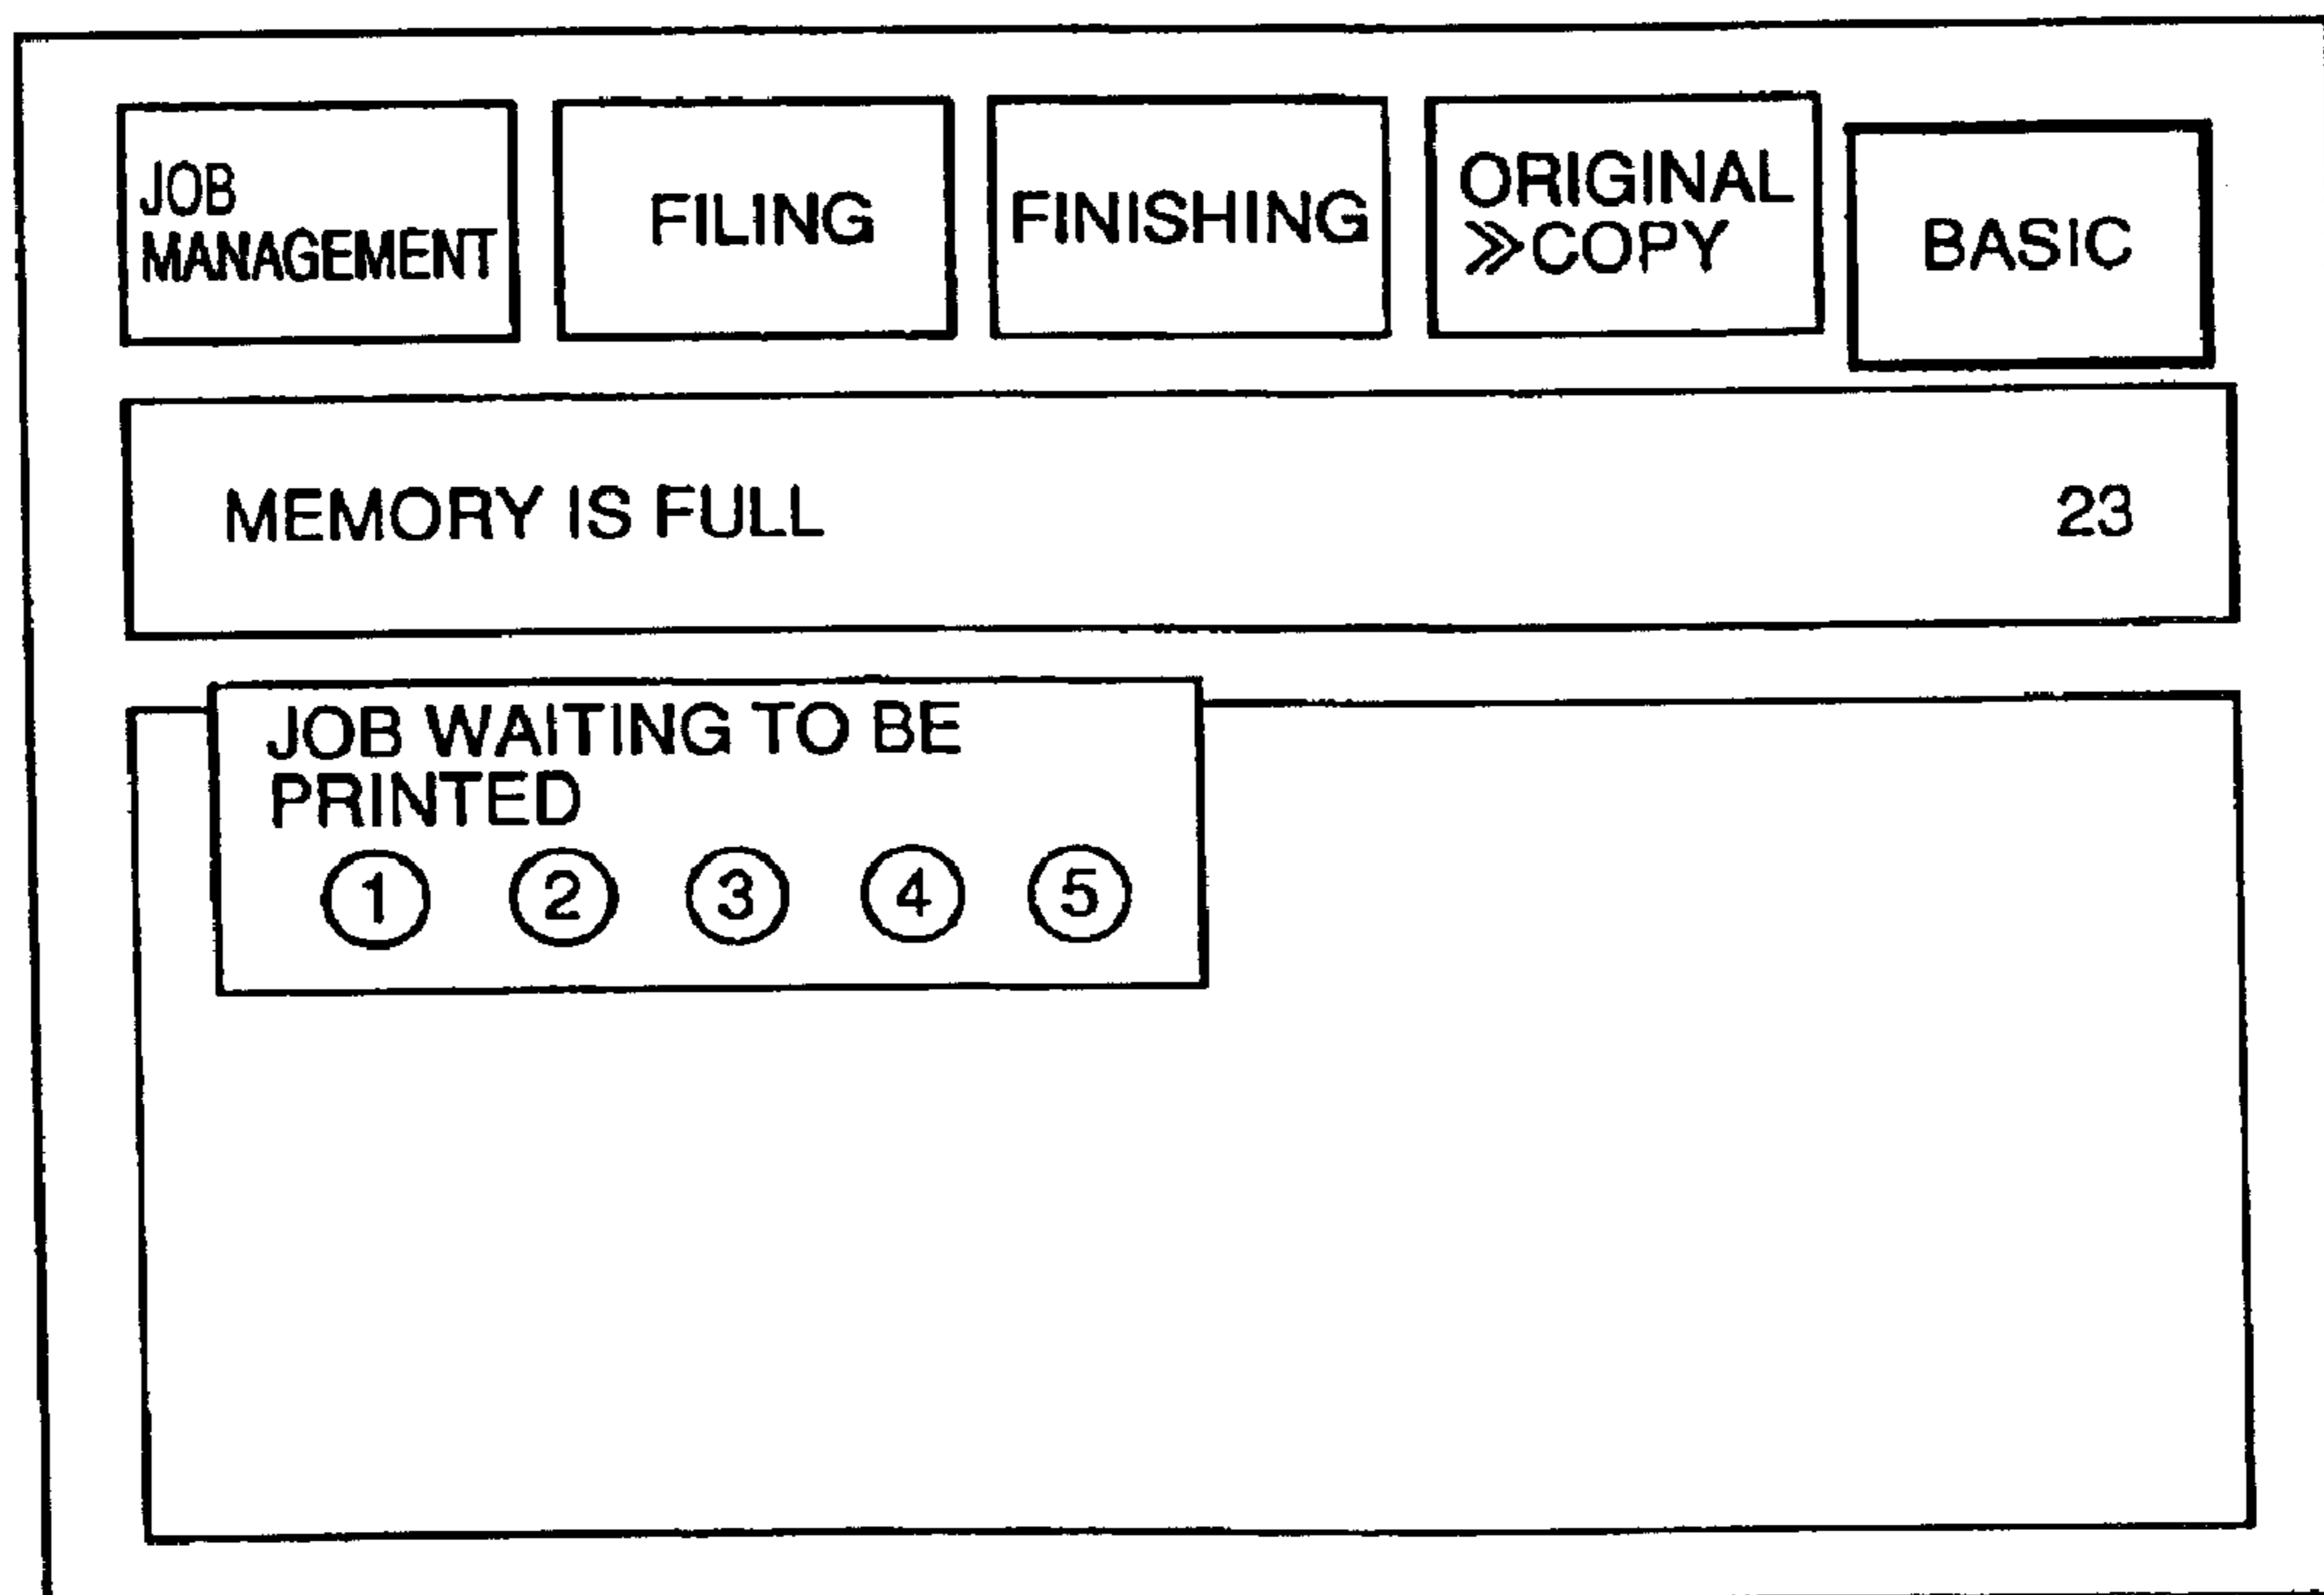 JOB
MANAGEMENT
FILING
FINISHING
ORIGINAL
≫COPY
BASIC
MEMORY IS FULL 23
JOB WAITING TO BE
PRINTED
① ② ③ ④ ⑤